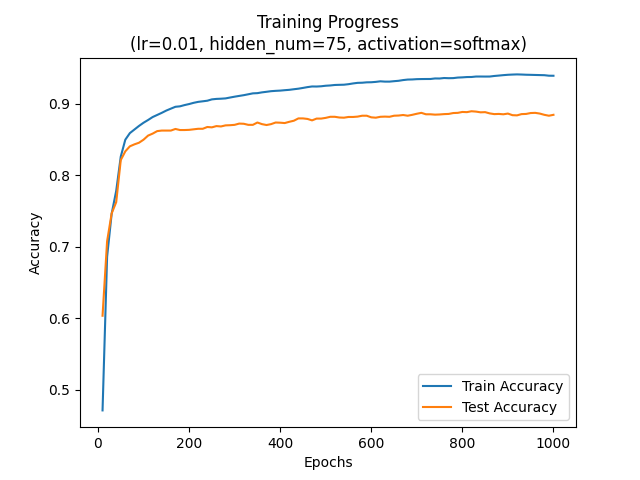 Training Progress
(lr=0.01, hidden_num=75, activation=softmax)
Accuracy
0.9
0.8
0.7
0.6
0.5
Train Accuracy
Test Accuracy
0 200 400 600 800 1000
Epochs